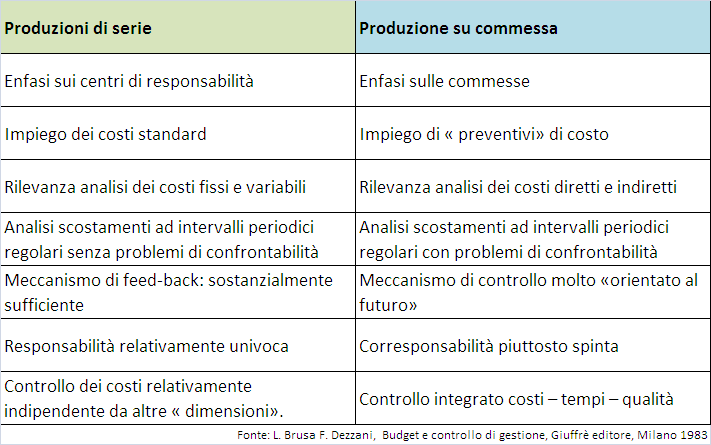 Produzioni di serie
Produzione su commessa
Enfasi sui centri di responsabilità
Enfasi sulle commesse
Impiego dei costi standard
Impiego di « preventivi» di costo
Rilevanza analisi dei costi fissi e variabili
Rilevanza analisi dei costi diretti e indiretti
Analisi scostamenti ad intervalli periodici
regolari senza problemi di confrontabilità
Analisi scostamenti ad intervalli periodici
regolari con problemi di confrontabilità
Meccanismo di feed-back: sostanzialmente
sufficiente
Meccanismo di controllo molto «orientato al
futuro»
Responsabilità relativamente univoca
Corresponsabilità piuttosto spinta
Controllo dei costi relativamente
indipendente da altre « dimensioni».
Controllo integrato costi – tempi – qualità
Fonte: L. Brusa F. Dezzani, Budget e controllo di gestione, Giuffrè editore, Milano 1983